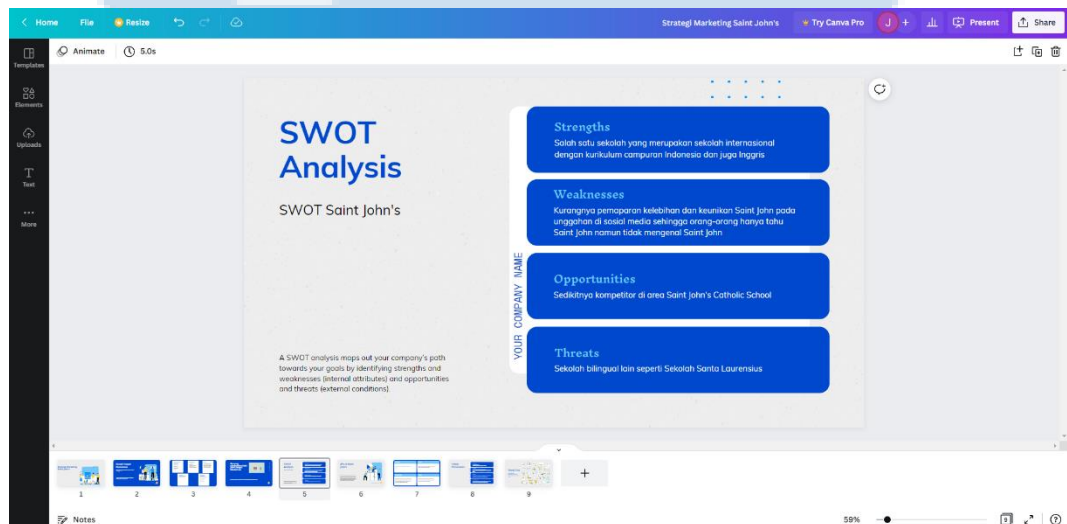 Home File Resize Strategi Marketing Saint John's Try Canva Pro J + Present Share
Animate 5.0s
Templates
Elements
Uploads
Text
More
SWOT
Analysis
SWOT Saint John's
A SWOT analysis maps out your company's path
towards your goals by identifying strengths and
weaknesses (internal attributes) and opportunities
and threats (external conditions).
YOUR COMPANY NAME
Strengths
Salah satu sekolah yang merupakan sekolah internasional
dengan kurikulum campuran Indonesia dan juga Inggris
Weaknesses
Kurangnya pemaparan kelebihan dan keunikan Saint John pada
unggahan di sosial media sehingga orang-orang hanya tahu
Saint John namun tidak mengenal Saint John
Opportunities
Sedikitnya kompetitor di area Saint John's Catholic School
Threats
Sekolah bilingual lain seperti Sekolah Santa Laurensius
1 2 3 4 5 6 7 8 9
Notes 59% 9